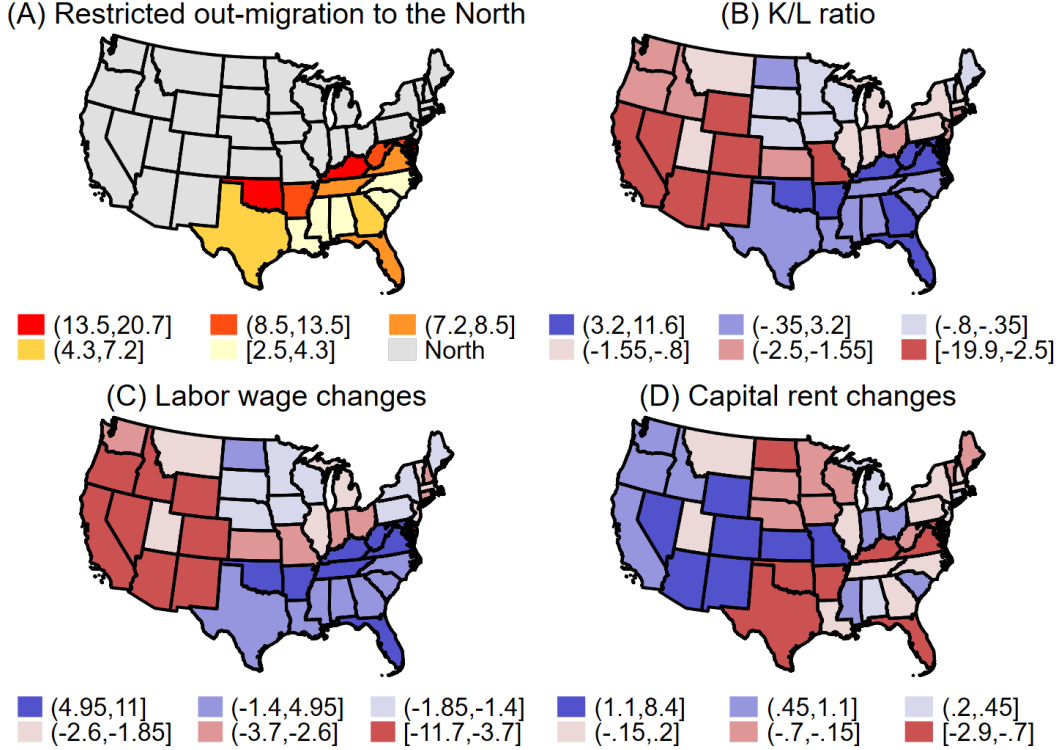 (A) Restricted out-migration to the North
(B) K/L ratio
(13.5,20.7] (8.5,13.5] (7.2,8.5]
(4.3,7.2] [2.5,4.3] North
(3.2,11.6] (-.35,3.2] (-.8,-.35]
(-1.55,-.8] (-2.5,-1.55] [-19.9,-2.5]
(C) Labor wage changes
(D) Capital rent changes
(4.95,11] (-1.4,4.95] (-1.85,-1.4]
(-2.6,-1.85] (-3.7,-2.6] [-11.7,-3.7]
(1.1,8.4] (.45,1.1] (.2,.45]
(-.15,.2] (-.7,-.15] [-2.9,-.7]